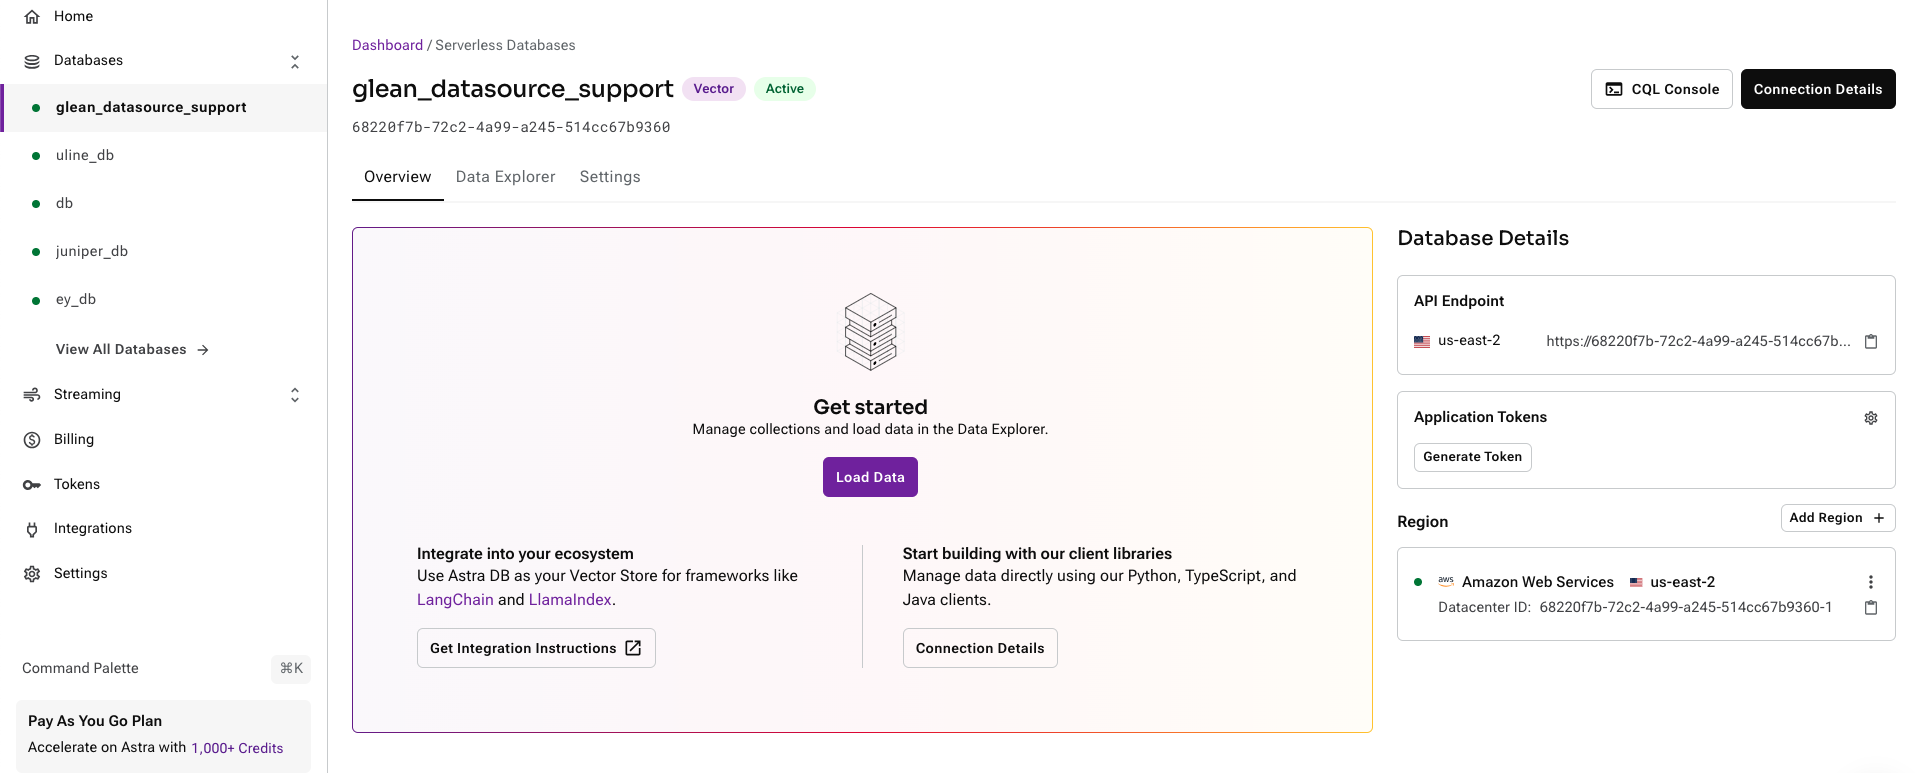 Home
Databases
glean_datasource_support
uline_db
db
juniper_db
ey_db
View All Databases
Streaming
Billing
Tokens
Integrations
Settings
Command Palette ⌘K
Pay As You Go Plan
Accelerate on Astra with 1,000+ Credits
Dashboard / Serverless Databases
glean_datasource_support Vector Active
68220f7b-72c2-4a99-a245-514cc67b9360
CQL Console Connection Details
Overview Data Explorer Settings
Get started
Manage collections and load data in the Data Explorer.
Load Data
Integrate into your ecosystem
Use Astra DB as your Vector Store for frameworks like
LangChain and LlamaIndex.
Get Integration Instructions
Start building with our client libraries
Manage data directly using our Python, TypeScript, and
Java clients.
Connection Details
Database Details
API Endpoint
us-east-2 https://68220f7b-72c2-4a99-a245-514cc67b...
Application Tokens
Generate Token
Region Add Region +
aws Amazon Web Services us-east-2
Datacenter ID: 68220f7b-72c2-4a99-a245-514cc67b9360-1